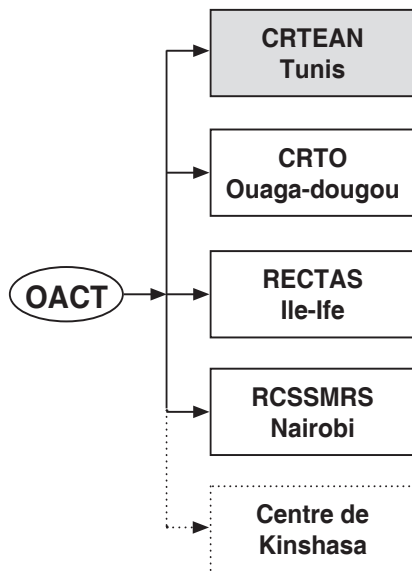 CRTEAN
Tunis
CRTO
Ouaga-dougou
OACT
RECTAS
Ile-Ife
RCSSMRS
Nairobi
Centre de
Kinshasa